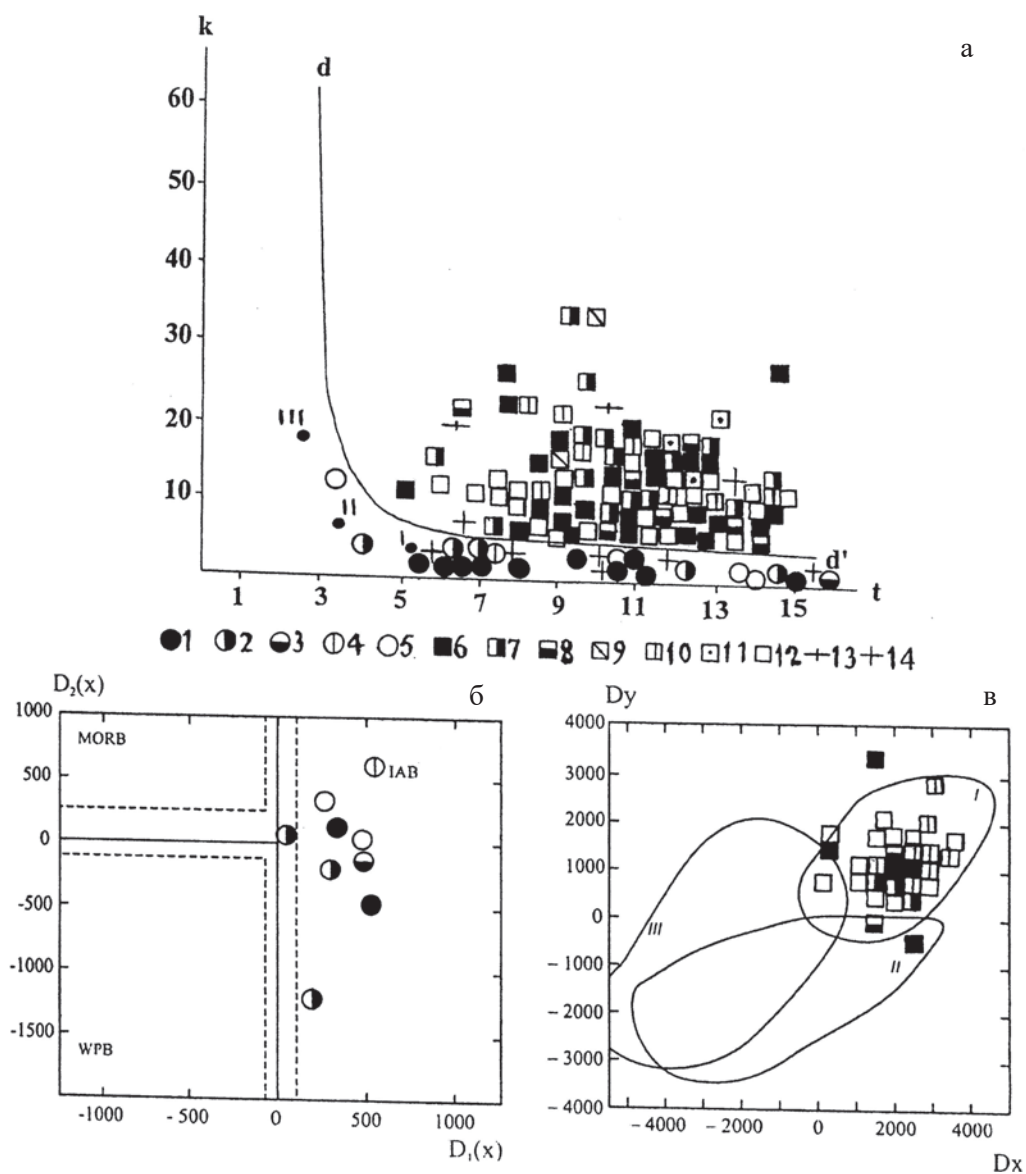 а
k
d
60
50
40
30
20
10
III
II
I
d'
1 3 5 7 9 11 13 15 t
1 2 3 4 5 6 7 8 9 10 11 12 13 14
D₂(x) б
1000
MORB
500
IAB
0
-500
-1000
-1500
WPB
-1000 -500 0 500 1000
D₁(x)
Dy в
4000
3000
I
2000
1000
0
III
II
-1000
-2000
-3000
-4000
-4000 -2000 0 2000 4000
Dx